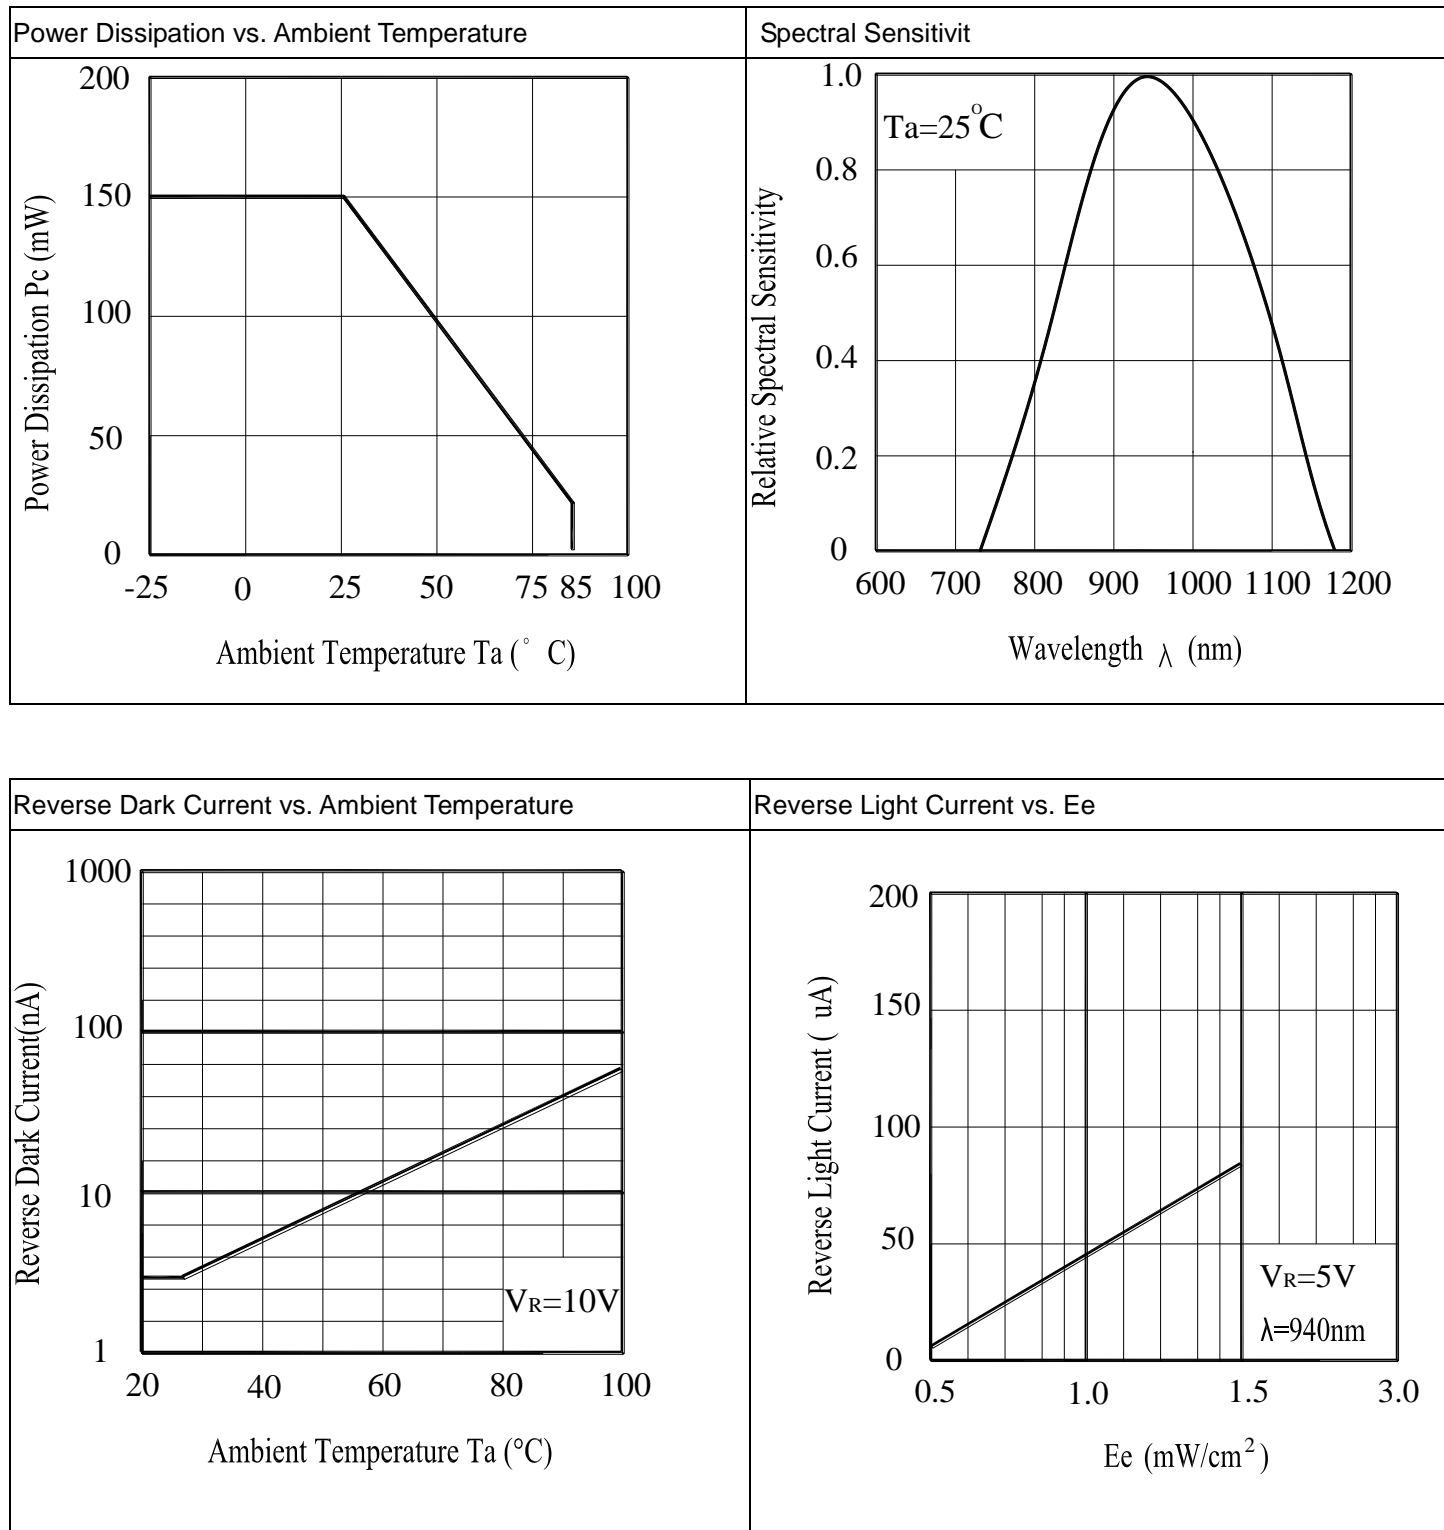 Power Dissipation vs. Ambient Temperature
Spectral Sensitivit
200
150
100
50
0
-25 0 25 50 75 85 100
Power Dissipation Pc (mW)
Ambient Temperature Ta (° C)
1.0
0.8
0.6
0.4
0.2
0
Ta=25°C
600 700 800 900 1000 1100 1200
Relative Spectral Sensitivity
Wavelength λ (nm)
Reverse Dark Current vs. Ambient Temperature
Reverse Light Current vs. Ee
1000
100
10
1
VR=10V
20 40 60 80 100
Reverse Dark Current(nA)
Ambient Temperature Ta (°C)
200
150
100
50
0
VR=5V
λ=940nm
0.5 1.0 1.5 3.0
Reverse Light Current ( uA)
Ee (mW/cm²)